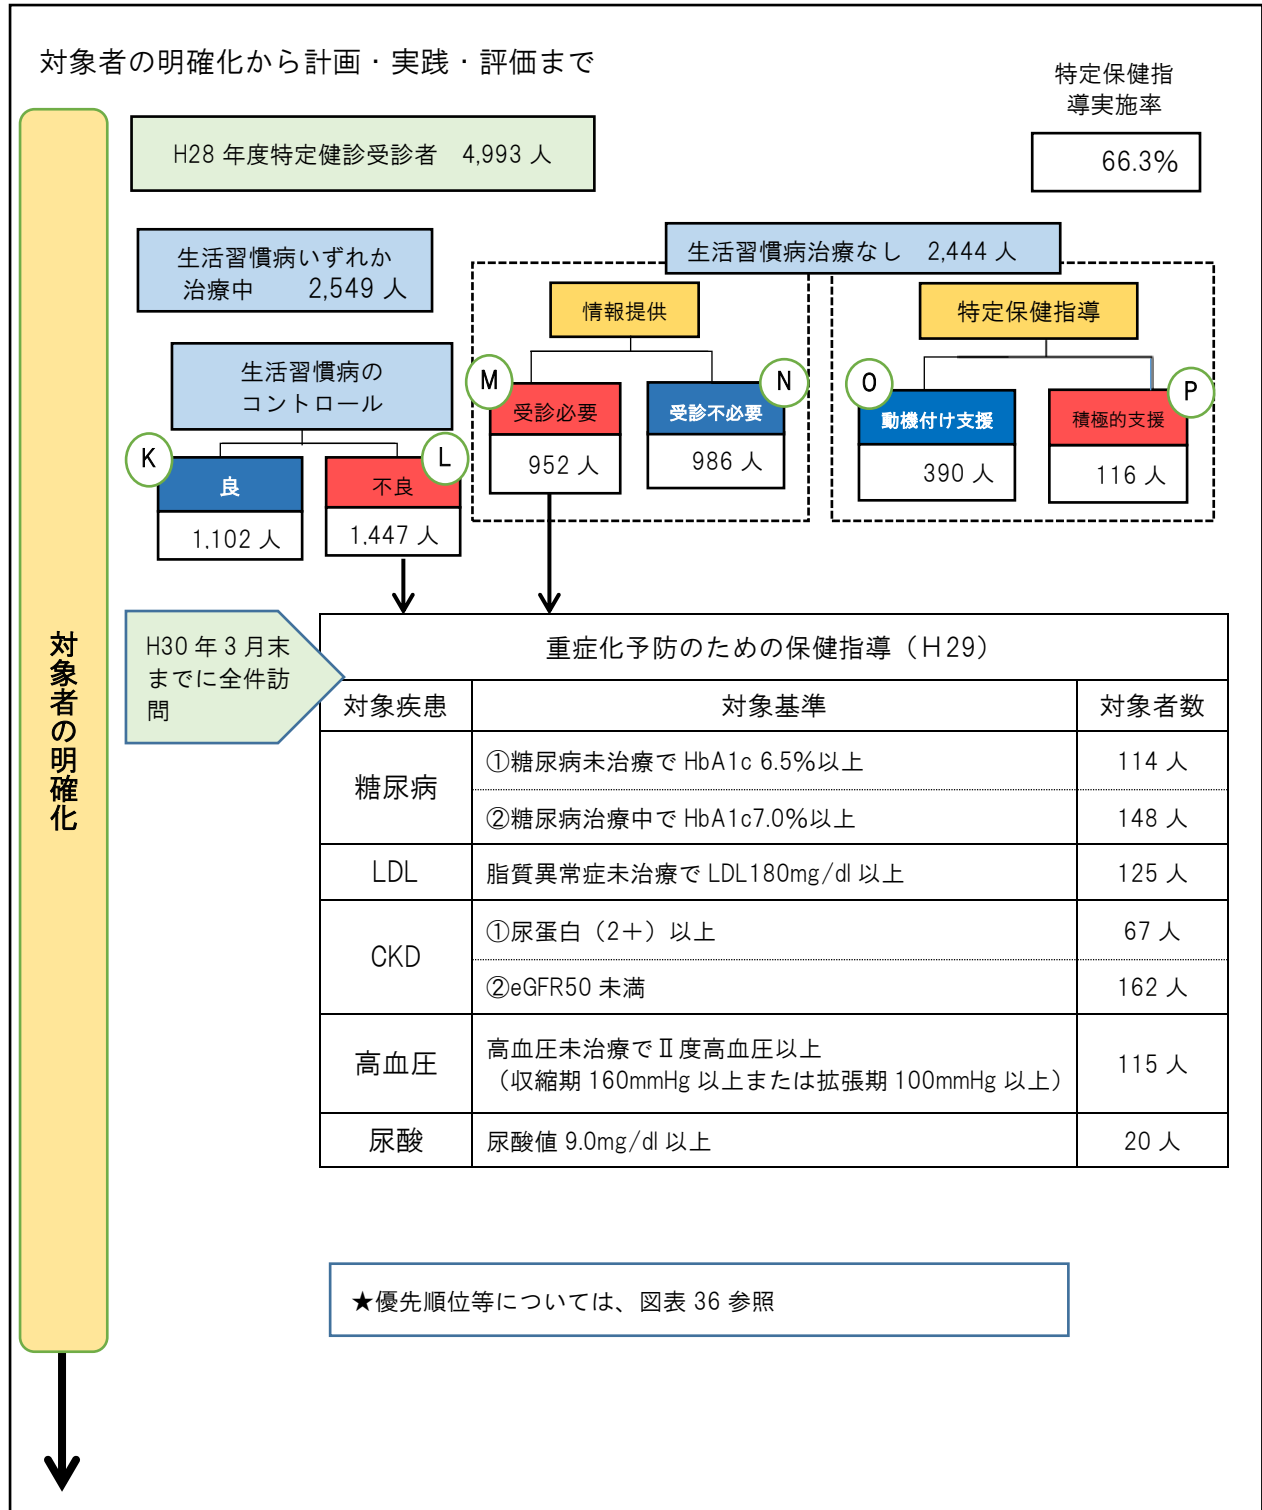 対象者の明確化から計画・実践・評価まで
特定保健指
導実施率
66.3%
H28 年度特定健診受診者　4,993 人
対象者の明確化
生活習慣病いずれか
治療中　2,549 人
生活習慣病治療なし　2,444 人
情報提供
特定保健指導
生活習慣病の
コントロール
M
受診必要
952 人
N
受診不必要
986 人
O
動機付け支援
390 人
P
積極的支援
116 人
K
良
1,102 人
L
不良
1,447 人
H30 年 3 月末
までに全件訪
問
重症化予防のための保健指導（H29）
対象疾患　対象基準　対象者数
糖尿病
①糖尿病未治療で HbA1c 6.5%以上　114 人
②糖尿病治療中で HbA1c7.0%以上　148 人
LDL　脂質異常症未治療で LDL180mg/dl 以上　125 人
CKD
①尿蛋白（2＋）以上　67 人
②eGFR50 未満　162 人
高血圧
高血圧未治療でⅡ度高血圧以上
（収縮期 160mmHg 以上または拡張期 100mmHg 以上）
115 人
尿酸　尿酸値 9.0mg/dl 以上　20 人
★優先順位等については、図表 36 参照